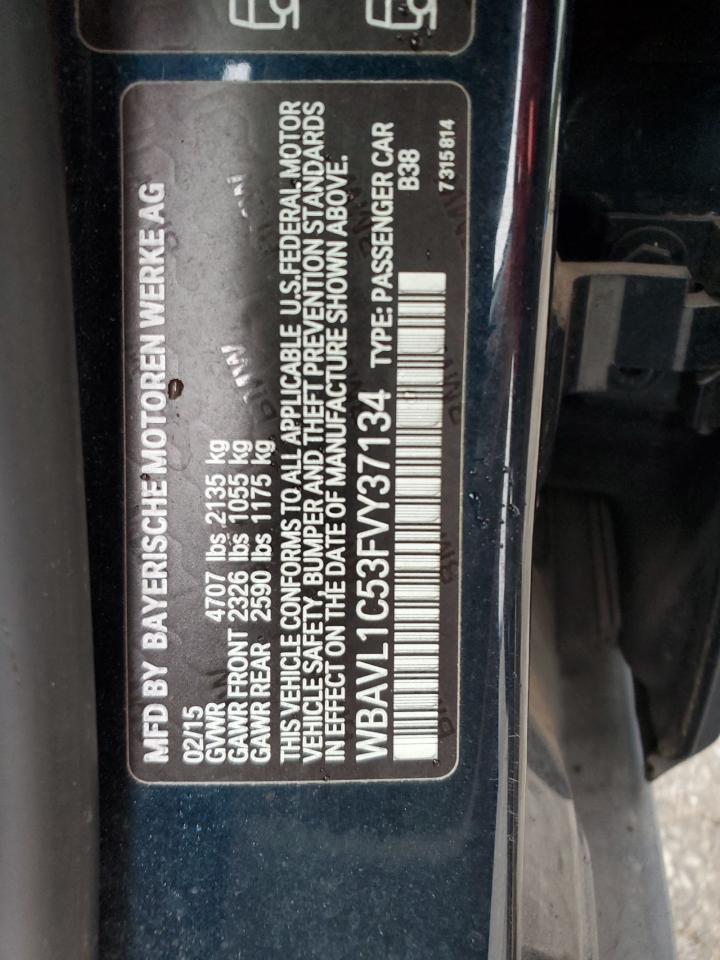 MFD BY BAYERISCHE MOTOREN WERKE AG
02/15
GVWR 4707 lbs 2135 kg
GAWR FRONT 2326 lbs 1055 kg
GAWR REAR 2590 lbs 1175 kg
THIS VEHICLE CONFORMS TO ALL APPLICABLE U.S.FEDERAL MOTOR
VEHICLE SAFETY, BUMPER AND THEFT PREVENTION STANDARDS
IN EFFECT ON THE DATE OF MANUFACTURE SHOWN ABOVE.
WBAVL1C53FVY37134 TYPE: PASSENGER CAR
B38
7315814